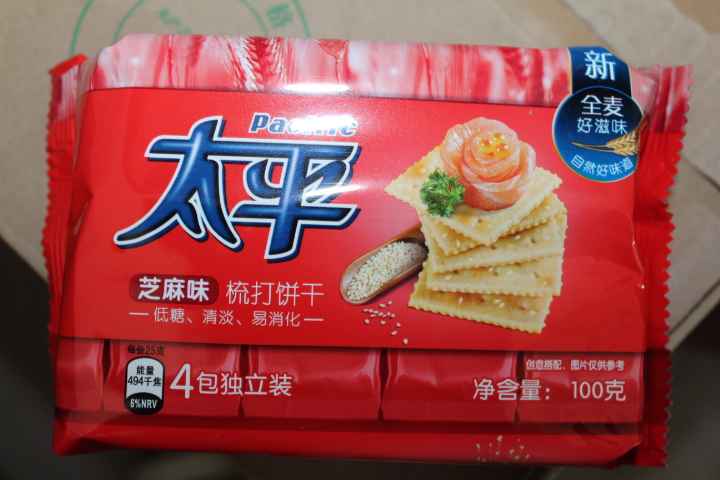 新
全麦
好滋味
自然好味道
Pacific
太平
芝麻味 梳打饼干
低糖、清淡、易消化
每份25克
能量
494千焦
6%NRV
4包独立装
创意搭配，图片仅供参考
净含量： 100克